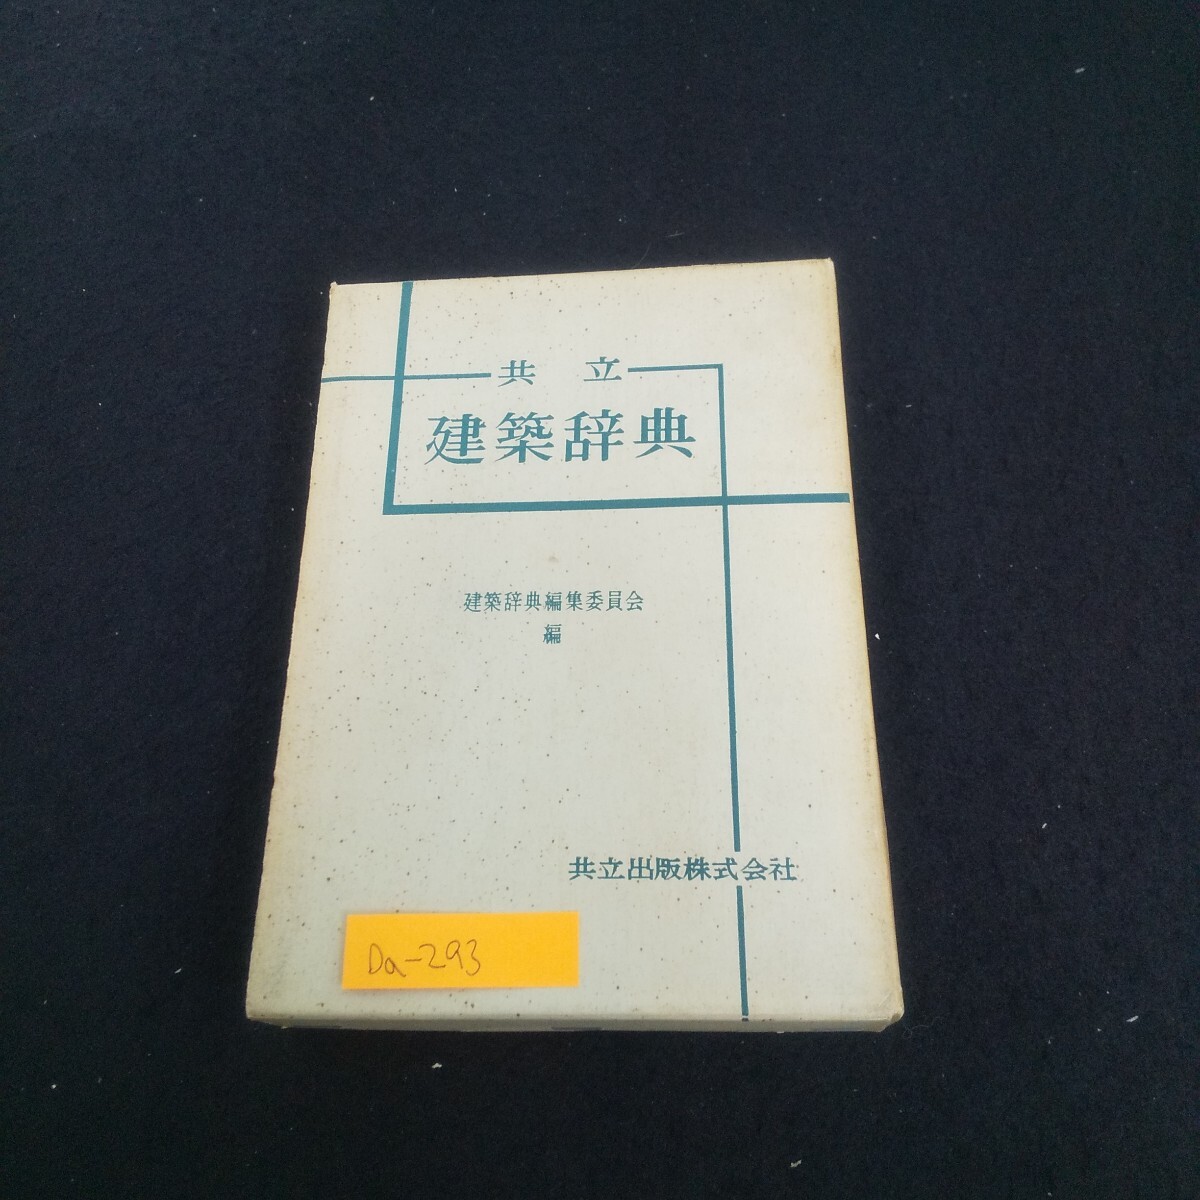 共立
建築辞典
建築辞典編集委員会
編
共立出版株式会社
Da-293